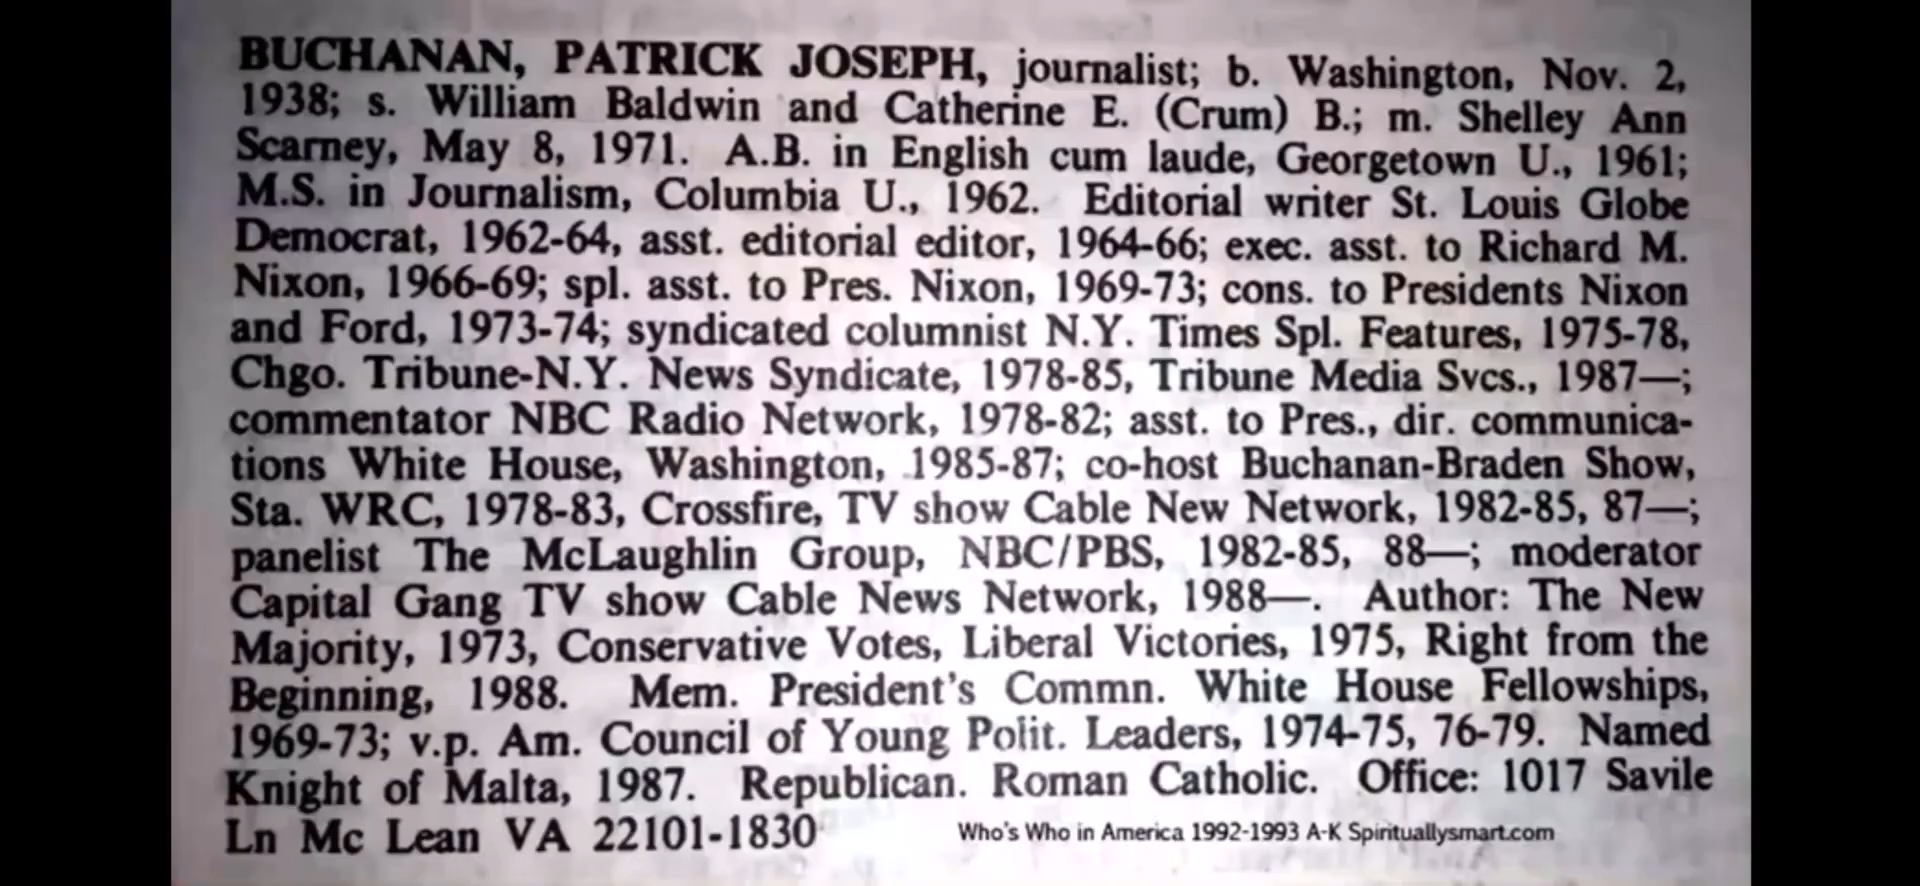 BUCHANAN, PATRICK JOSEPH, journalist; b. Washington, Nov. 2,
1938; s. William Baldwin and Catherine E. (Crum) B.; m. Shelley Ann
Scarney, May 8, 1971. A.B. in English cum laude, Georgetown U., 1961;
M.S. in Journalism, Columbia U., 1962. Editorial writer St. Louis Globe
Democrat, 1962-64, asst. editorial editor, 1964-66; exec. asst. to Richard M.
Nixon, 1966-69; spl. asst. to Pres. Nixon, 1969-73; cons. to Presidents Nixon
and Ford, 1973-74; syndicated columnist N.Y. Times Spl. Features, 1975-78,
Chgo. Tribune-N.Y. News Syndicate, 1978-85, Tribune Media Svcs., 1987—;
commentator NBC Radio Network, 1978-82; asst. to Pres., dir. communica-
tions White House, Washington, 1985-87; co-host Buchanan-Braden Show,
Sta. WRC, 1978-83, Crossfire, TV show Cable New Network, 1982-85, 87—;
panelist The McLaughlin Group, NBC/PBS, 1982-85, 88—; moderator
Capital Gang TV show Cable News Network, 1988—. Author: The New
Majority, 1973, Conservative Votes, Liberal Victories, 1975, Right from the
Beginning, 1988. Mem. President's Commn. White House Fellowships,
1969-73; v.p. Am. Council of Young Polit. Leaders, 1974-75, 76-79. Named
Knight of Malta, 1987. Republican. Roman Catholic. Office: 1017 Savile
Ln Mc Lean VA 22101-1830
Who's Who in America 1992-1993 A-K Spirituallysmart.com